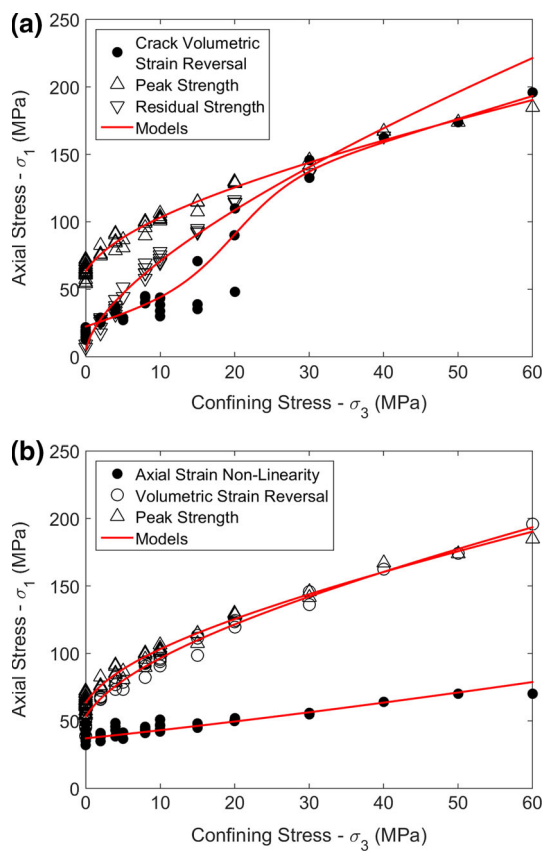 (a)
Crack Volumetric
Strain Reversal
Peak Strength
Residual Strength
Models
Axial Stress - σ1 (MPa)
250
200
150
100
50
0
0 10 20 30 40 50 60
Confining Stress - σ3 (MPa)
(b)
Axial Strain Non-Linearity
Volumetric Strain Reversal
Peak Strength
Models
Axial Stress - σ1 (MPa)
250
200
150
100
50
0
0 10 20 30 40 50 60
Confining Stress - σ3 (MPa)